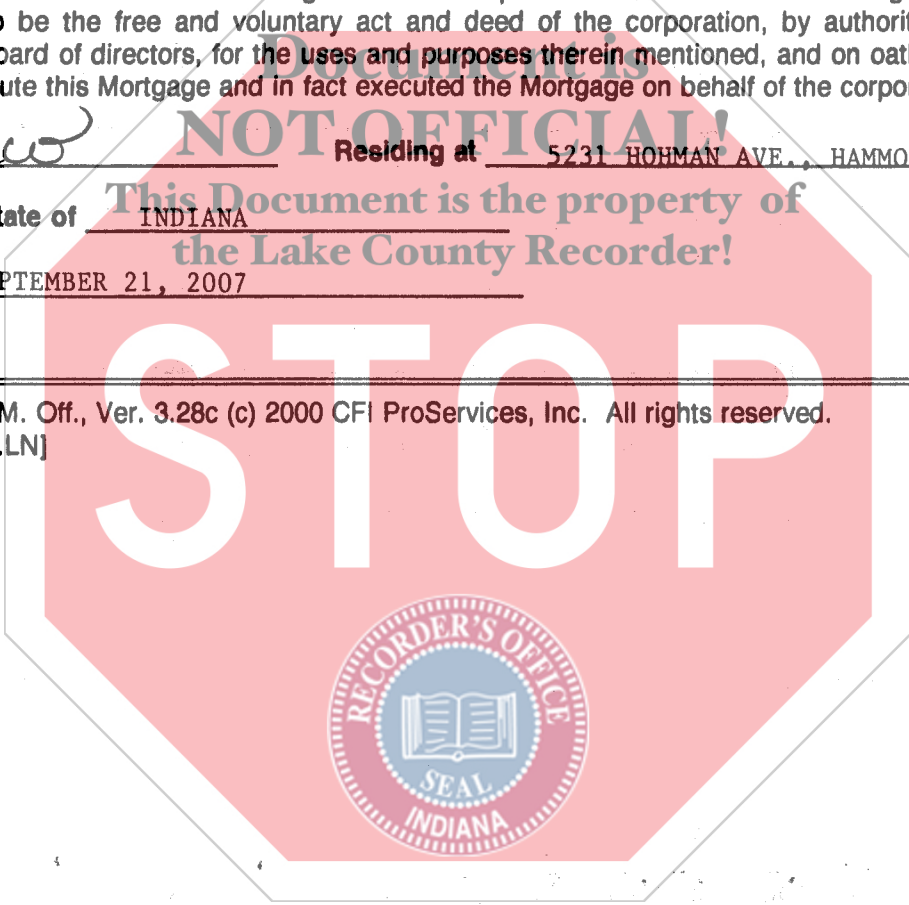 be the free and voluntary act and deed of the corporation, by authorit
oard of directors, for the uses and purposes therein mentioned, and on oat
ute this Mortgage and in fact executed the Mortgage on behalf of the corpo
Document is
NOT OFFICIAL!
This Document is the property of
the Lake County Recorder!
Residing at 5231 HOHMAN AVE., HAMMO
tate of INDIANA
PTEMBER 21, 2007
M. Off., Ver. 3.28c (c) 2000 CFI ProServices, Inc. All rights reserved.
.LN]
STOP
RECORDER'S OFFICE
SEAL
INDIANA